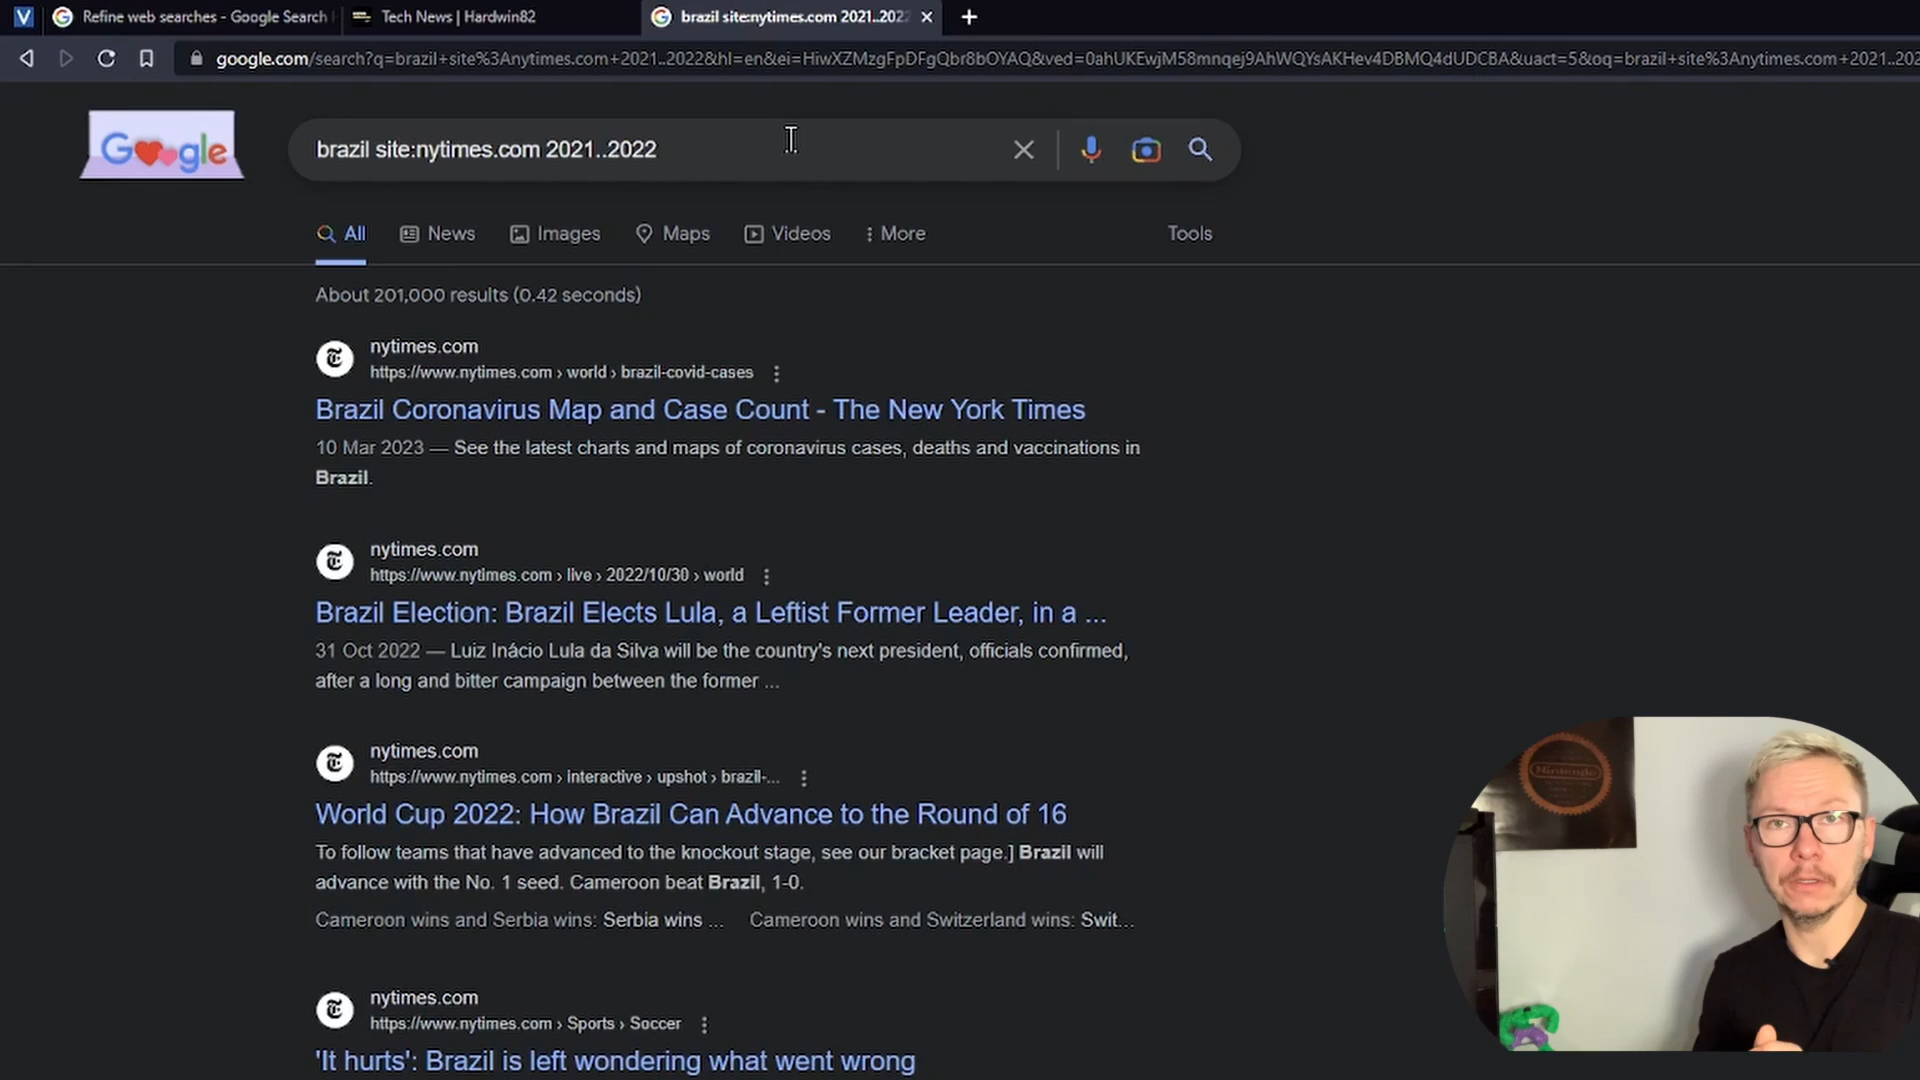 Refine web searches - Google Search
Tech News | Hardwin82
brazil site:nytimes.com 2021..2022
google.com/search?q=brazil+site%3Anytimes.com+2021..2022&hl=en&ei=HiwXZMzgFpDFgQbr8bOYAQ&ved=0ahUKEwjM58mnqej9AhWQYsAKHev4DBMQ4dUDCBA&uact=5&oq=brazil+site%3Anytimes.com+2021..202
Google
brazil site:nytimes.com 2021..2022
All
News
Images
Maps
Videos
More
Tools
About 201,000 results (0.42 seconds)
nytimes.com
https://www.nytimes.com › world › brazil-covid-cases
Brazil Coronavirus Map and Case Count - The New York Times
10 Mar 2023 — See the latest charts and maps of coronavirus cases, deaths and vaccinations in
Brazil.
nytimes.com
https://www.nytimes.com › live › 2022/10/30 › world
Brazil Election: Brazil Elects Lula, a Leftist Former Leader, in a ...
31 Oct 2022 — Luiz Inácio Lula da Silva will be the country's next president, officials confirmed,
after a long and bitter campaign between the former ...
nytimes.com
https://www.nytimes.com › interactive › upshot › brazil-...
World Cup 2022: How Brazil Can Advance to the Round of 16
To follow teams that have advanced to the knockout stage, see our bracket page.] Brazil will
advance with the No. 1 seed. Cameroon beat Brazil, 1-0.
Cameroon wins and Serbia wins: Serbia wins ... Cameroon wins and Switzerland wins: Swit...
nytimes.com
https://www.nytimes.com › Sports › Soccer
'It hurts': Brazil is left wondering what went wrong
Nintendo